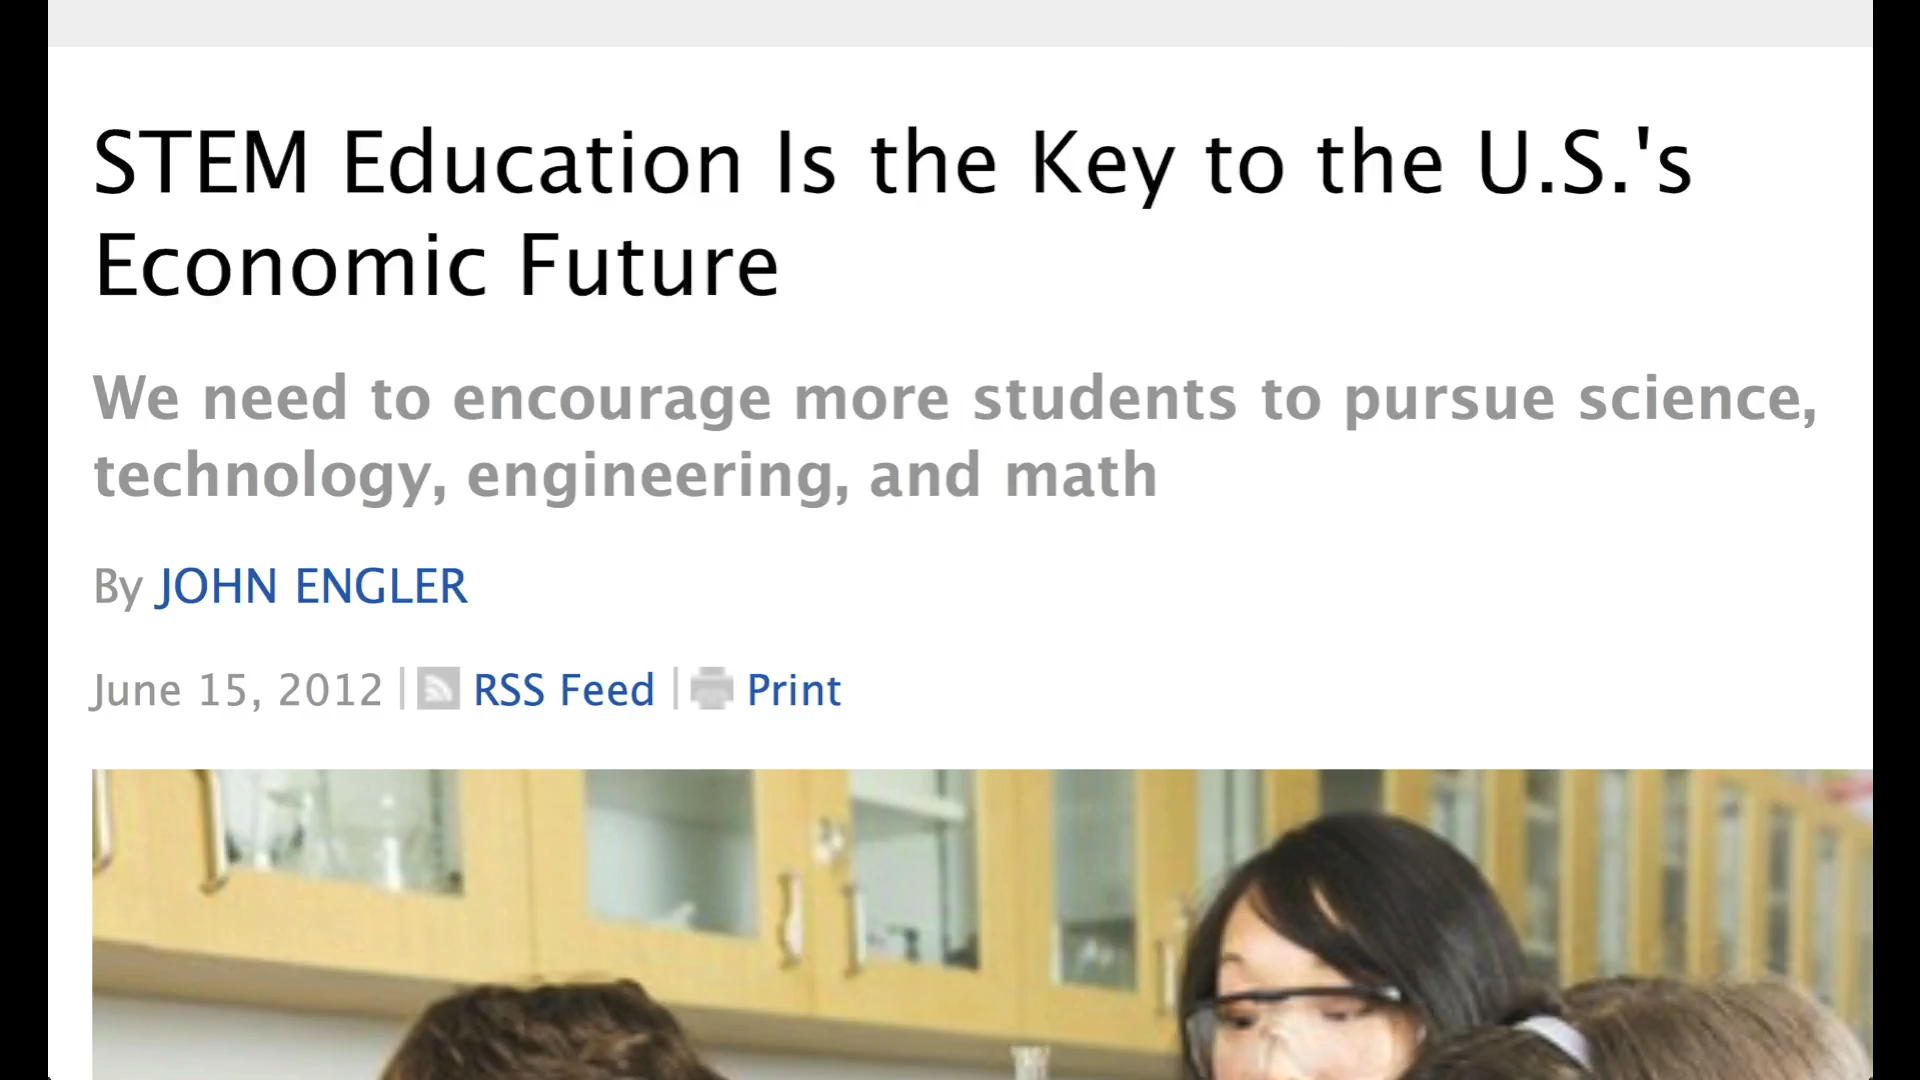 STEM Education Is the Key to the U.S.'s
Economic Future
We need to encourage more students to pursue science,
technology, engineering, and math
By JOHN ENGLER
June 15, 2012 | RSS Feed | Print